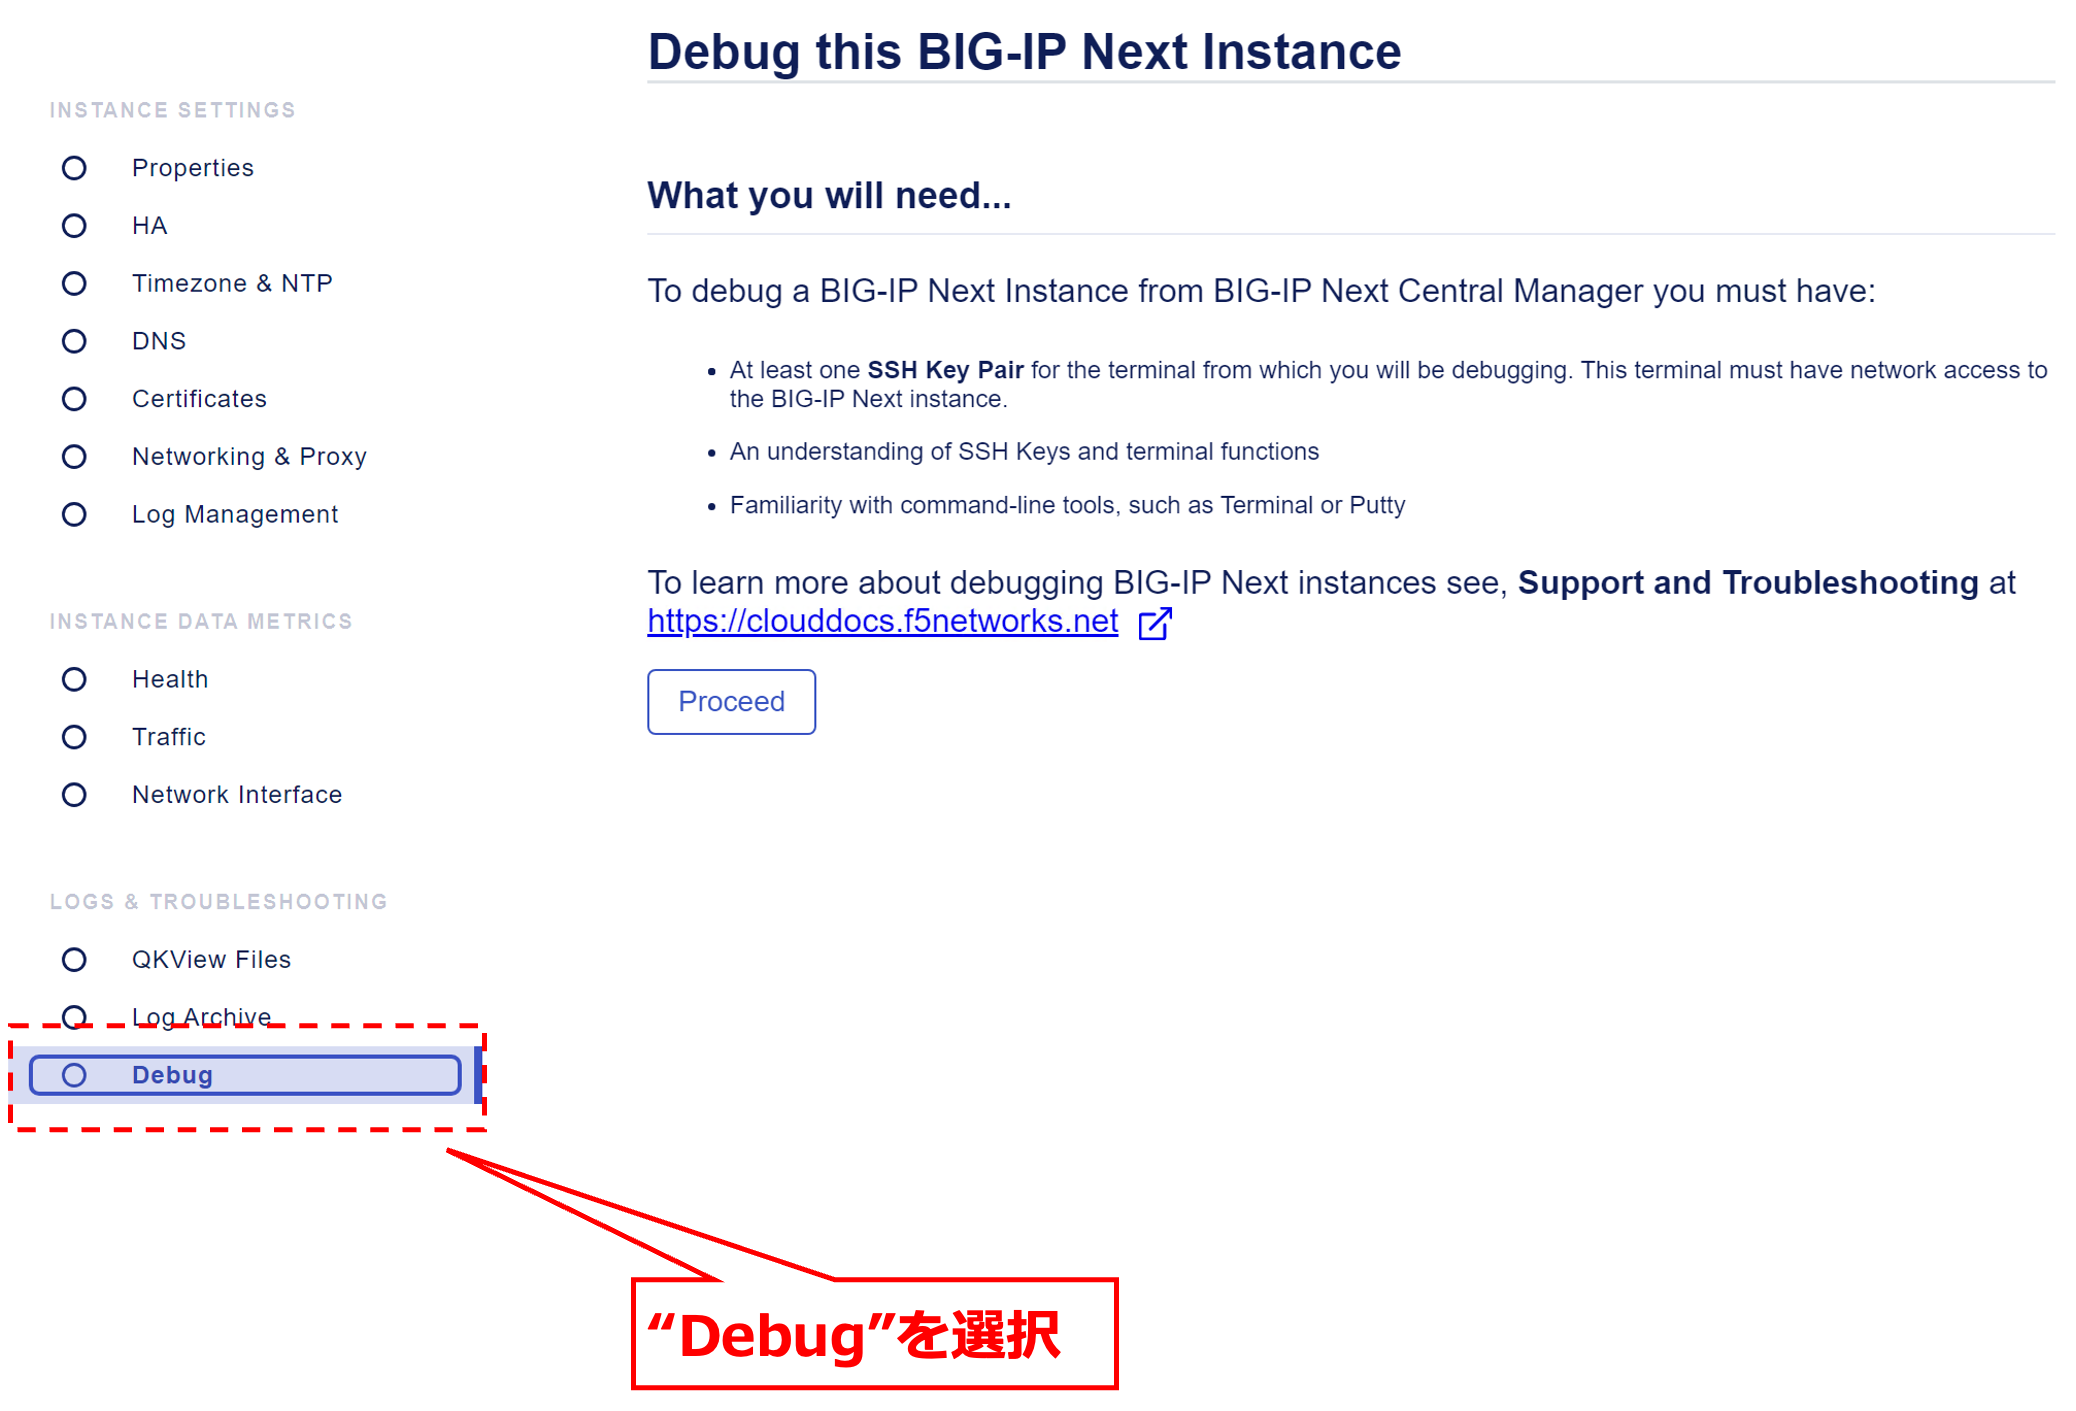 Debug this BIG-IP Next Instance
INSTANCE SETTINGS
Properties
HA
Timezone & NTP
DNS
Certificates
Networking & Proxy
Log Management
INSTANCE DATA METRICS
Health
Traffic
Network Interface
LOGS & TROUBLESHOOTING
QKView Files
Log Archive
Debug
What you will need...
To debug a BIG-IP Next Instance from BIG-IP Next Central Manager you must have:
At least one SSH Key Pair for the terminal from which you will be debugging. This terminal must have network access to
the BIG-IP Next instance.
An understanding of SSH Keys and terminal functions
Familiarity with command-line tools, such as Terminal or Putty
To learn more about debugging BIG-IP Next instances see, Support and Troubleshooting at
https://clouddocs.f5networks.net
Proceed
“Debug”を選択